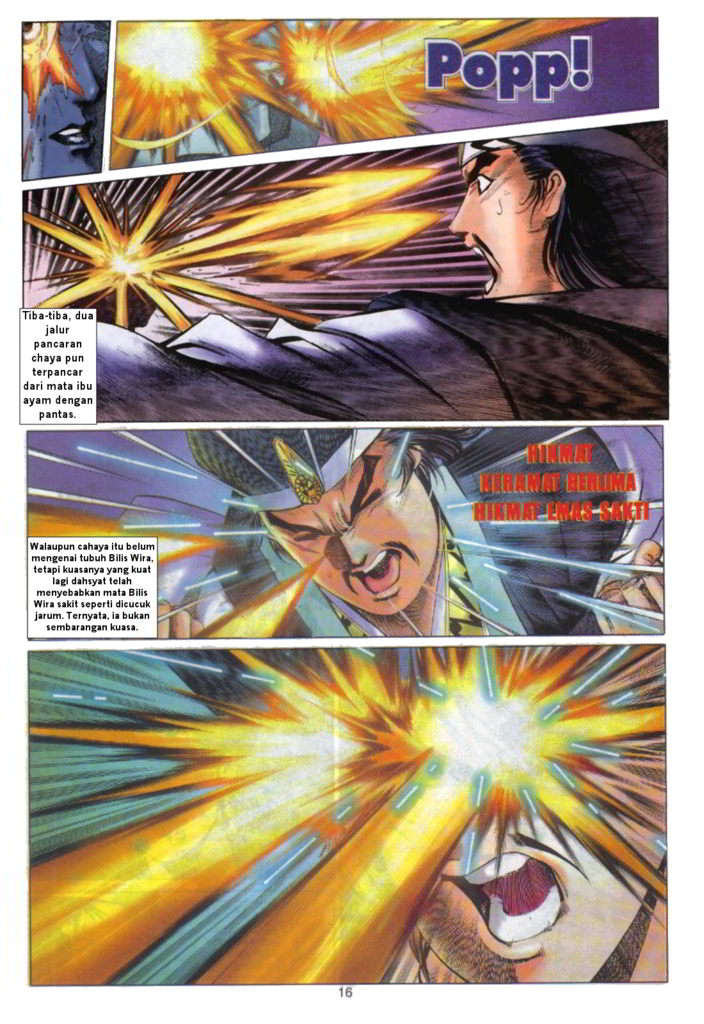 Popp!
Tiba-tiba, dua
jalur
pancaran
chaya pun
terpancar
dari mata ibu
ayam dengan
pantas.
HIKMAT
KERAMAT BERLIMA
HIKMAT EMAS SAKTI
Walaupun cahaya itu belum
mengenai tubuh Bilis Wira,
tetapi kuasanya yang kuat
lagi dahsyat telah
menyebabkan mata Bilis
Wira sakit seperti dicucuk
jarum. Ternyata, ia bukan
sembarangan kuasa.
16